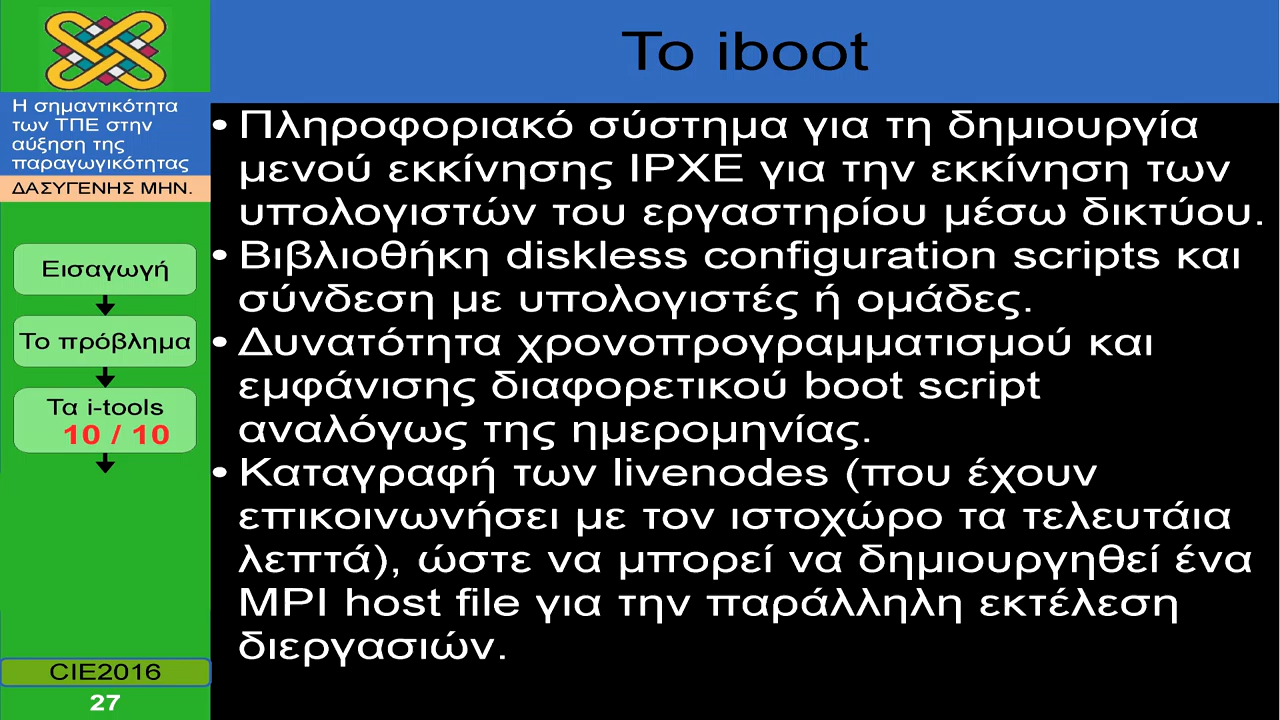 Το iboot
Η σημαντικότητα
των ΤΠΕ στην
αύξηση της
παραγωγικότητας
ΔΑΣΥΓΕΝΗΣ ΜΗΝ.
Εισαγωγή
Το πρόβλημα
Τα i-tools
10 / 10
CIE2016
27
• Πληροφοριακό σύστημα για τη δημιουργία
μενού εκκίνησης IPXE για την εκκίνηση των
υπολογιστών του εργαστηρίου μέσω δικτύου.
• Βιβλιοθήκη diskless configuration scripts και
σύνδεση με υπολογιστές ή ομάδες.
• Δυνατότητα χρονοπρογραμματισμού και
εμφάνισης διαφορετικού boot script
αναλόγως της ημερομηνίας.
• Καταγραφή των livenodes (που έχουν
επικοινωνήσει με τον ιστοχώρο τα τελευτάια
λεπτά), ώστε να μπορεί να δημιουργηθεί ένα
MPI host file για την παράλληλη εκτέλεση
διεργασιών.